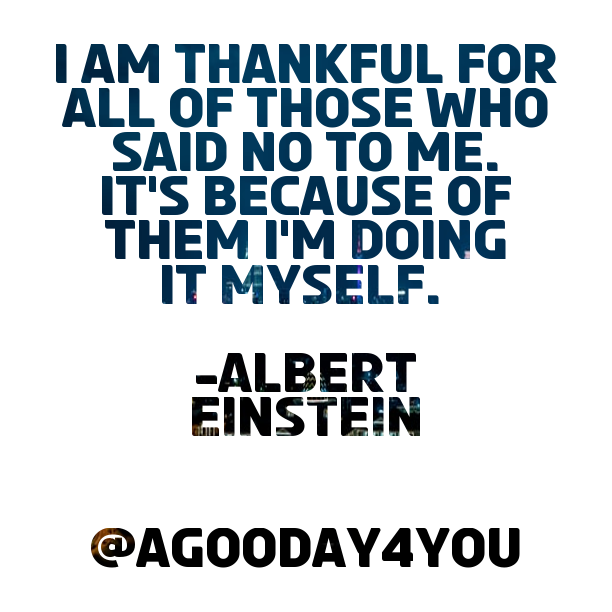 I AM THANKFUL FOR
ALL OF THOSE WHO
SAID NO TO ME.
IT'S BECAUSE OF
THEM I'M DOING
IT MYSELF.
-ALBERT
EINSTEIN
@AGOODAY4YOU